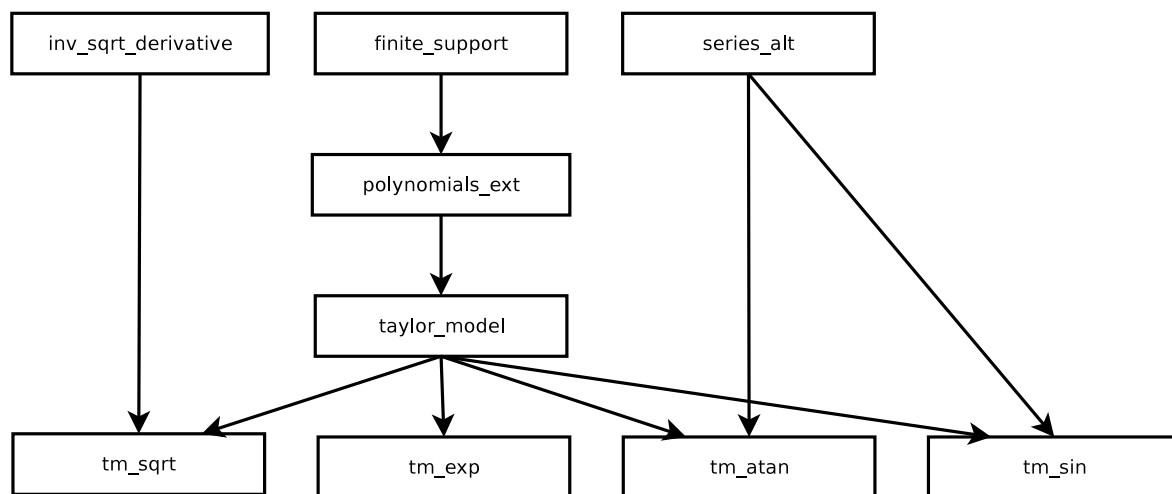 inv_sqrt_derivative
finite_support
series_alt
polynomials_ext
taylor_model
tm_sqrt
tm_exp
tm_atan
tm_sin